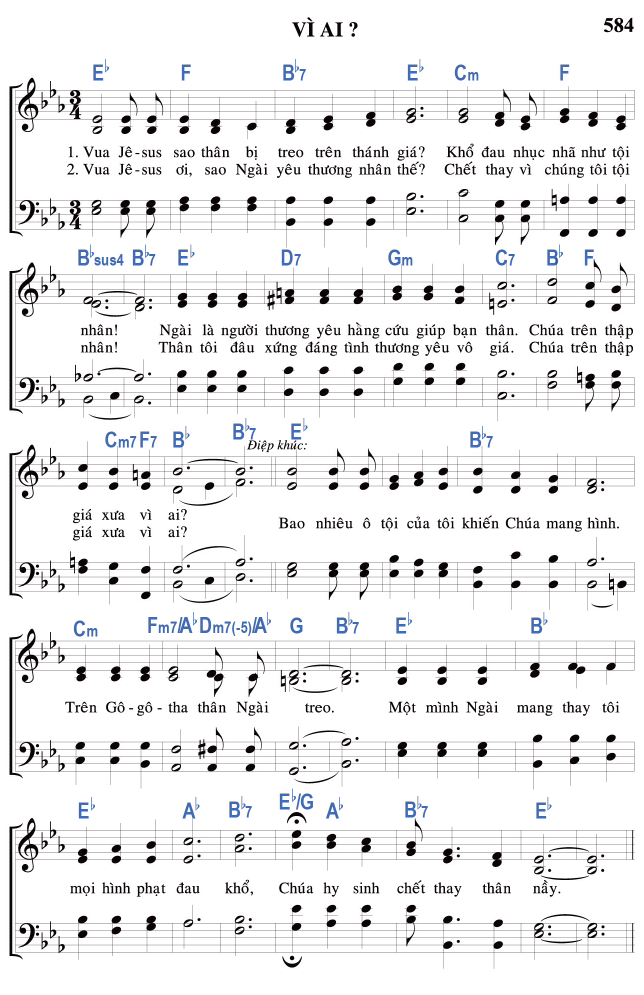 VÌ AI ?
584
E♭ F B♭7 E♭ Cm F
1. Vua Jê-sus sao thân bị treo trên thánh giá? Khổ đau nhục nhã như tội
2. Vua Jê-sus ơi, sao Ngài yêu thương nhân thế? Chết thay vì chúng tôi tội
B♭sus4 B♭7 E♭ D7 Gm C7 B♭ F
nhân! Ngài là người thương yêu hằng cứu giúp bạn thân. Chúa trên thập
nhân! Thân tôi đâu xứng đáng tình thương yêu vô giá. Chúa trên thập
Cm7 F7 B♭ B♭7 E♭ B♭7
Điệp khúc:
giá xưa vì ai? Bao nhiêu ô tội của tôi khiến Chúa mang hình.
giá xưa vì ai?
Cm Fm7/A♭ Dm7(-5)/A♭ G B♭7 E♭ B♭
Trên Gô-gô-tha thân Ngài treo. Một mình Ngài mang thay tôi
E♭ A♭ B♭7 E♭/G A♭ B♭7 E♭
mọi hình phạt đau khổ, Chúa hy sinh chết thay thân nầy.